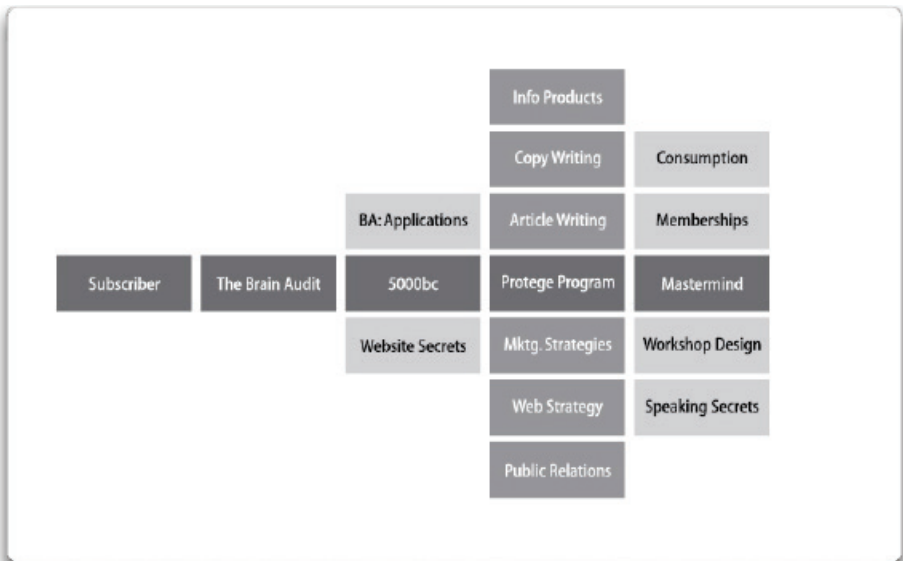 Info Products
Copy Writing
Consumption
BA: Applications
Article Writing
Memberships
Subscriber
The Brain Audit
5000bc
Protege Program
Mastermind
Website Secrets
Mktg. Strategies
Workshop Design
Web Strategy
Speaking Secrets
Public Relations